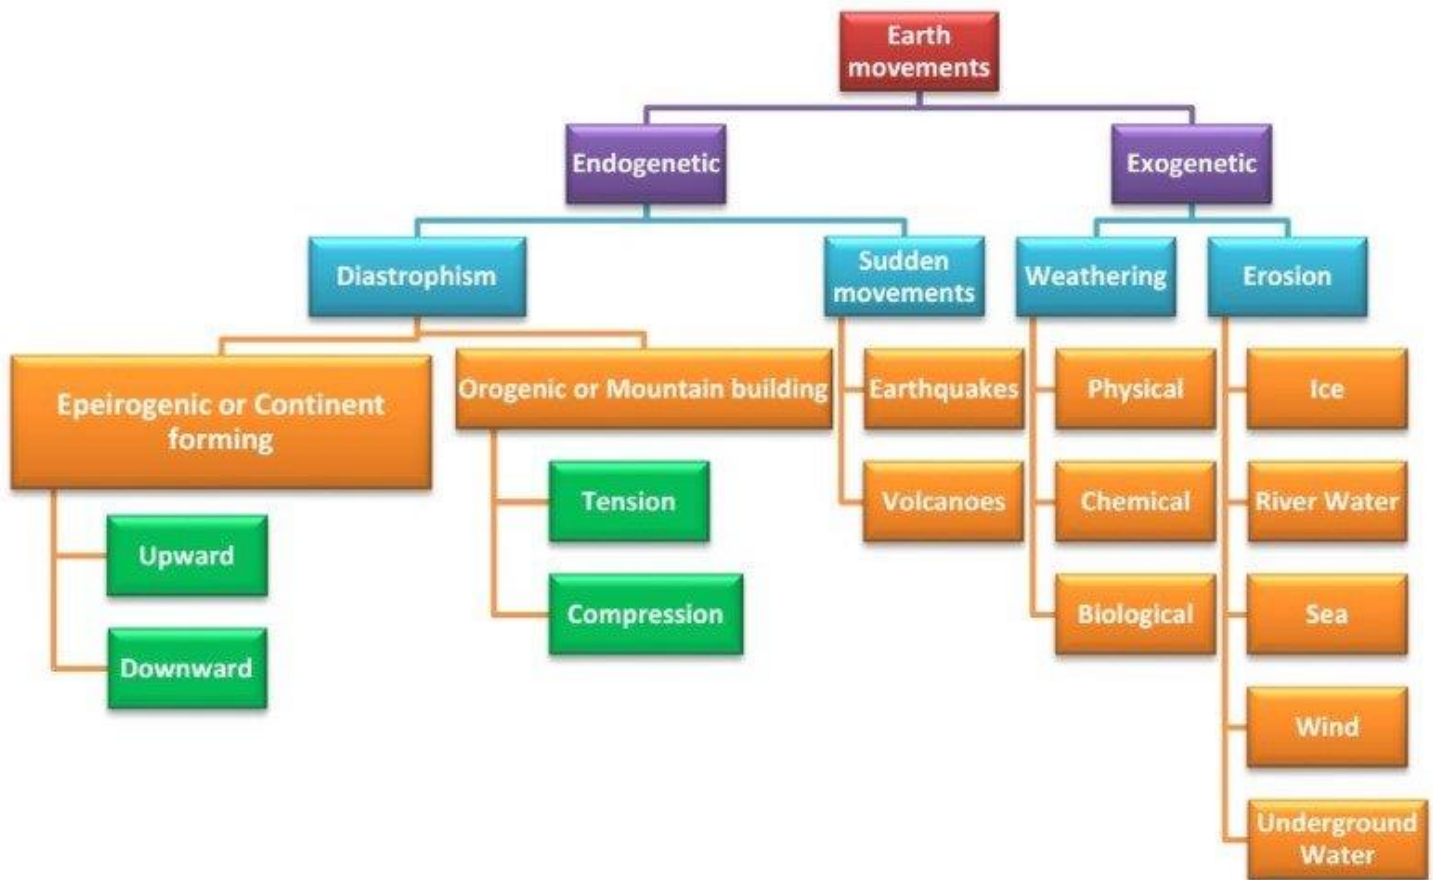 Earth
movements
Endogenetic
Exogenetic
Diastrophism
Sudden
movements
Weathering
Erosion
Epeirogenic or Continent
forming
Orogenic or Mountain building
Earthquakes
Physical
Ice
Tension
Volcanoes
Chemical
River Water
Upward
Compression
Biological
Sea
Downward
Wind
Underground
Water